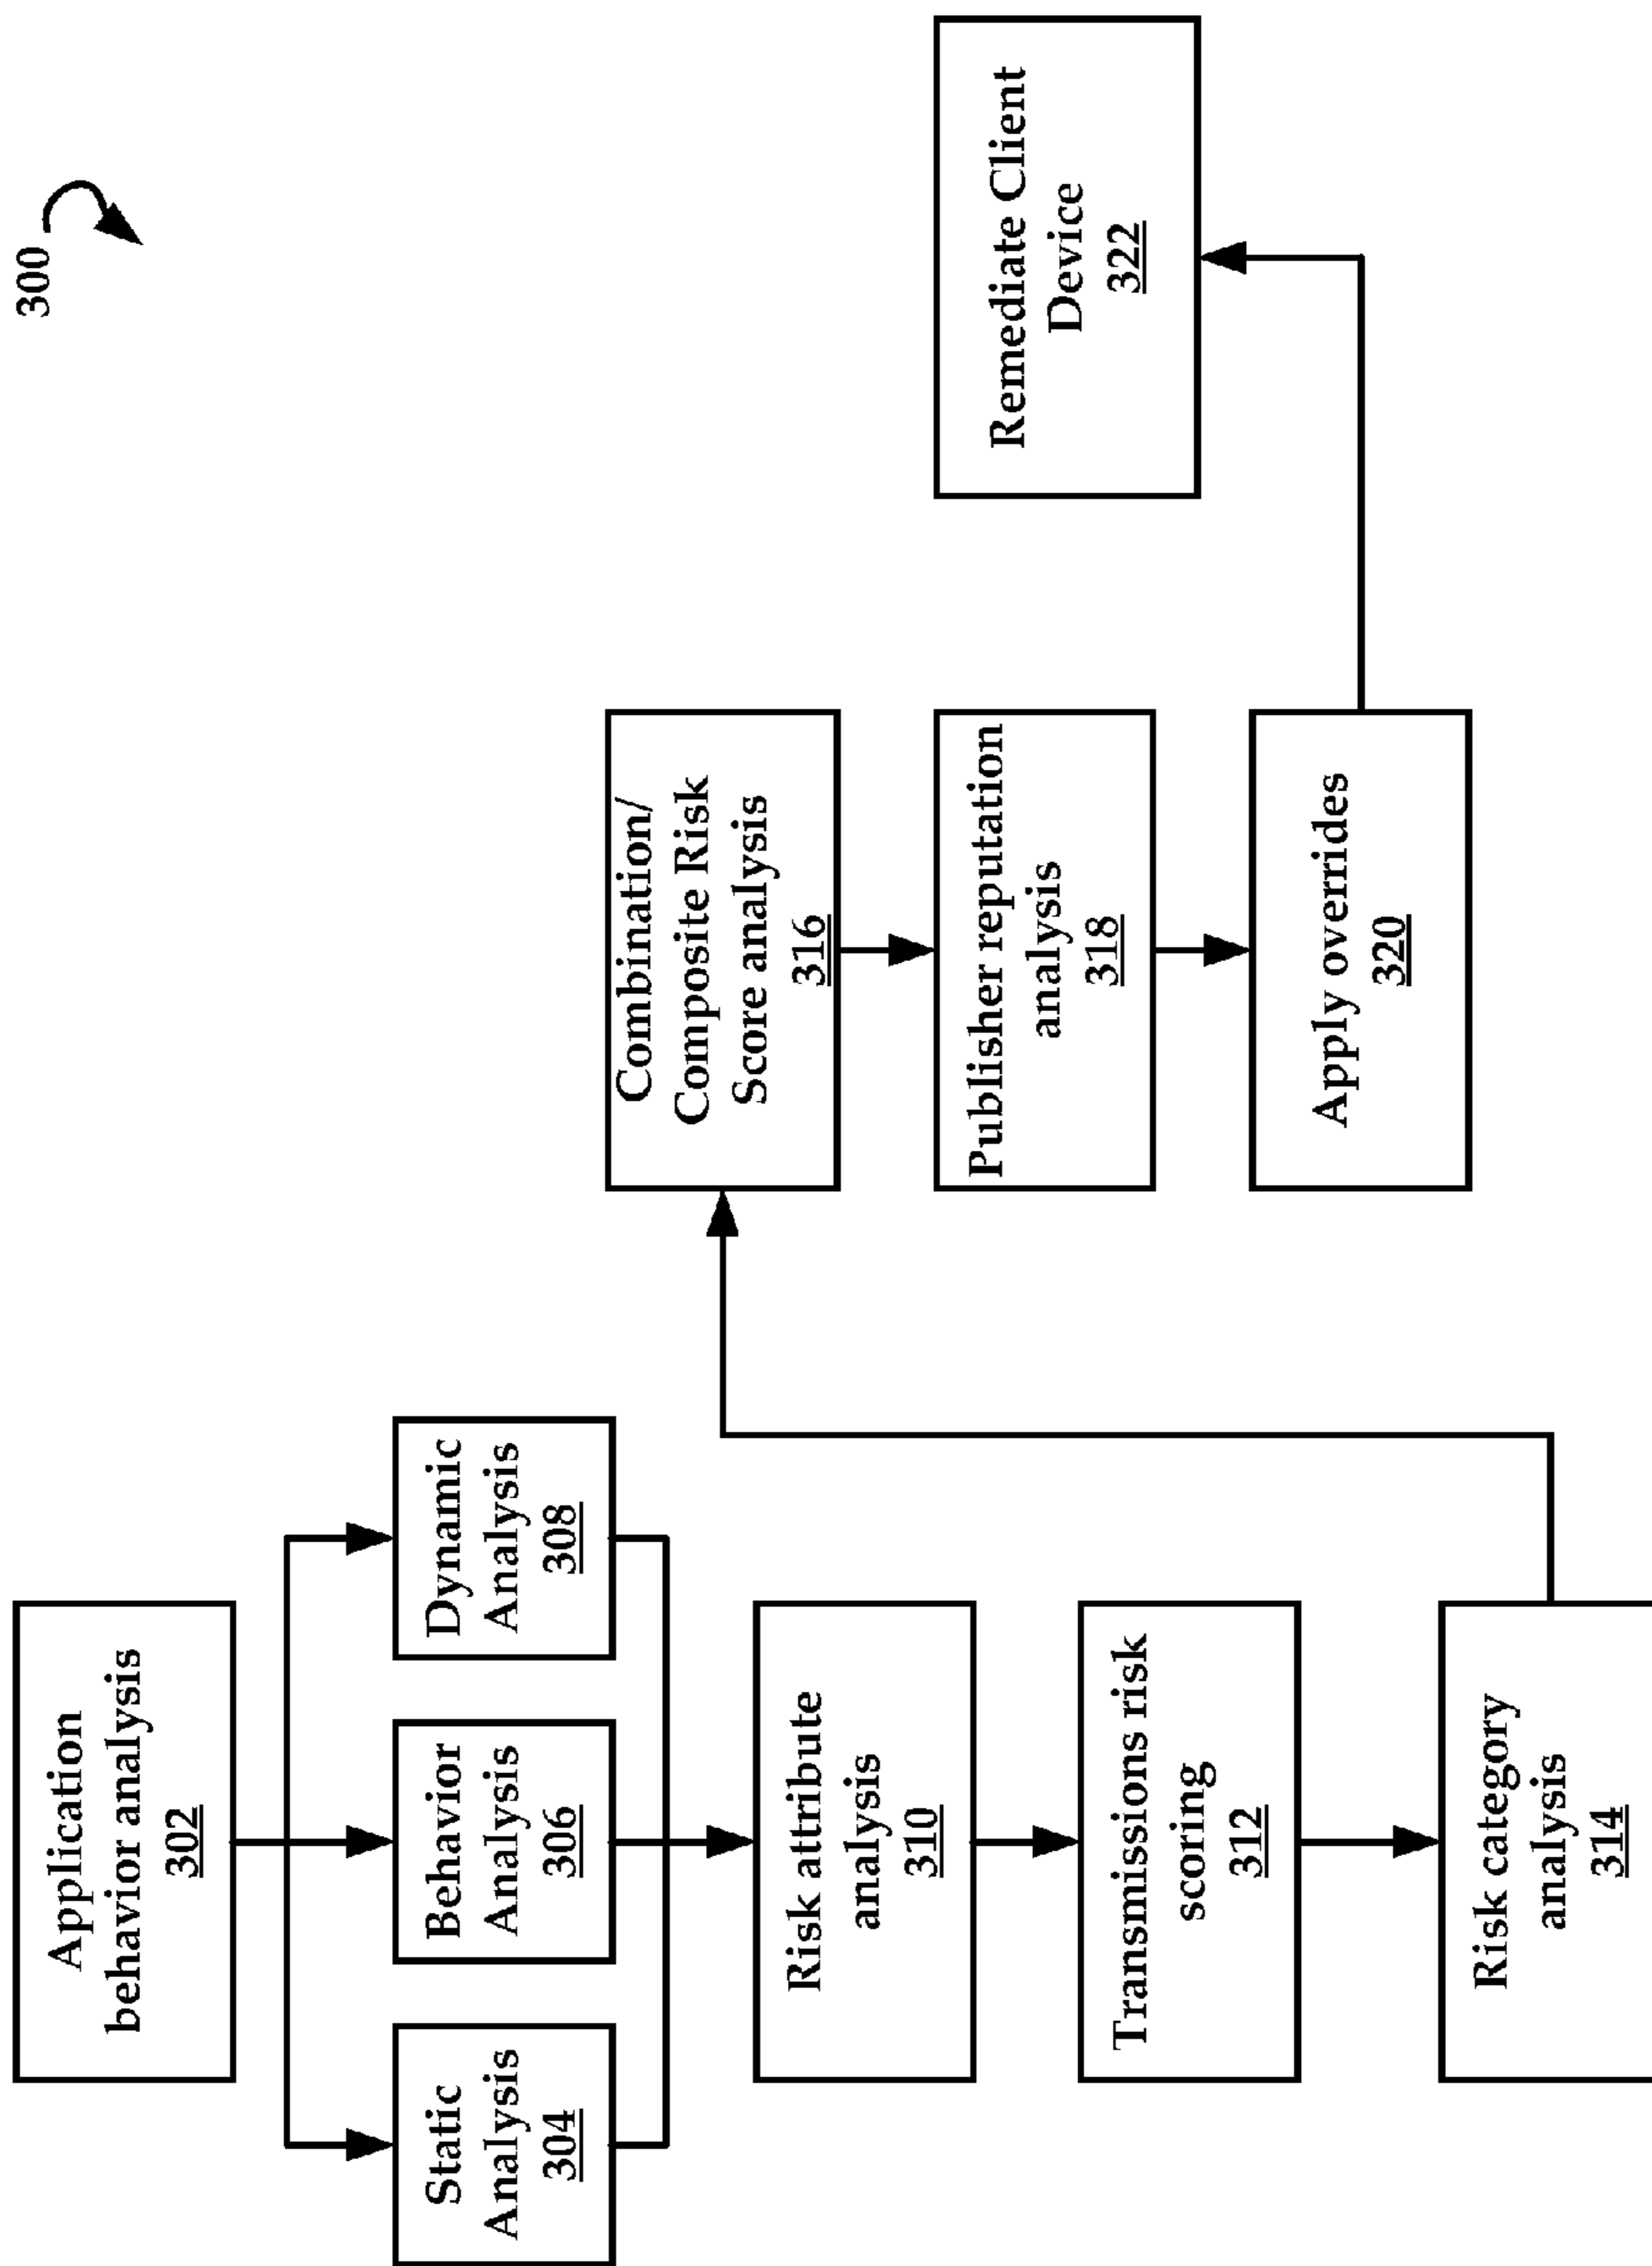 300
Application
behavior analysis
302
Static
Analysis
304
Behavior
Analysis
306
Dynamic
Analysis
308
Risk attribute
analysis
310
Transmissions risk
scoring
312
Risk category
analysis
314
Combination/
Composite Risk
Score analysis
316
Publisher reputation
analysis
318
Apply overrides
320
Remediate Client
Device
322